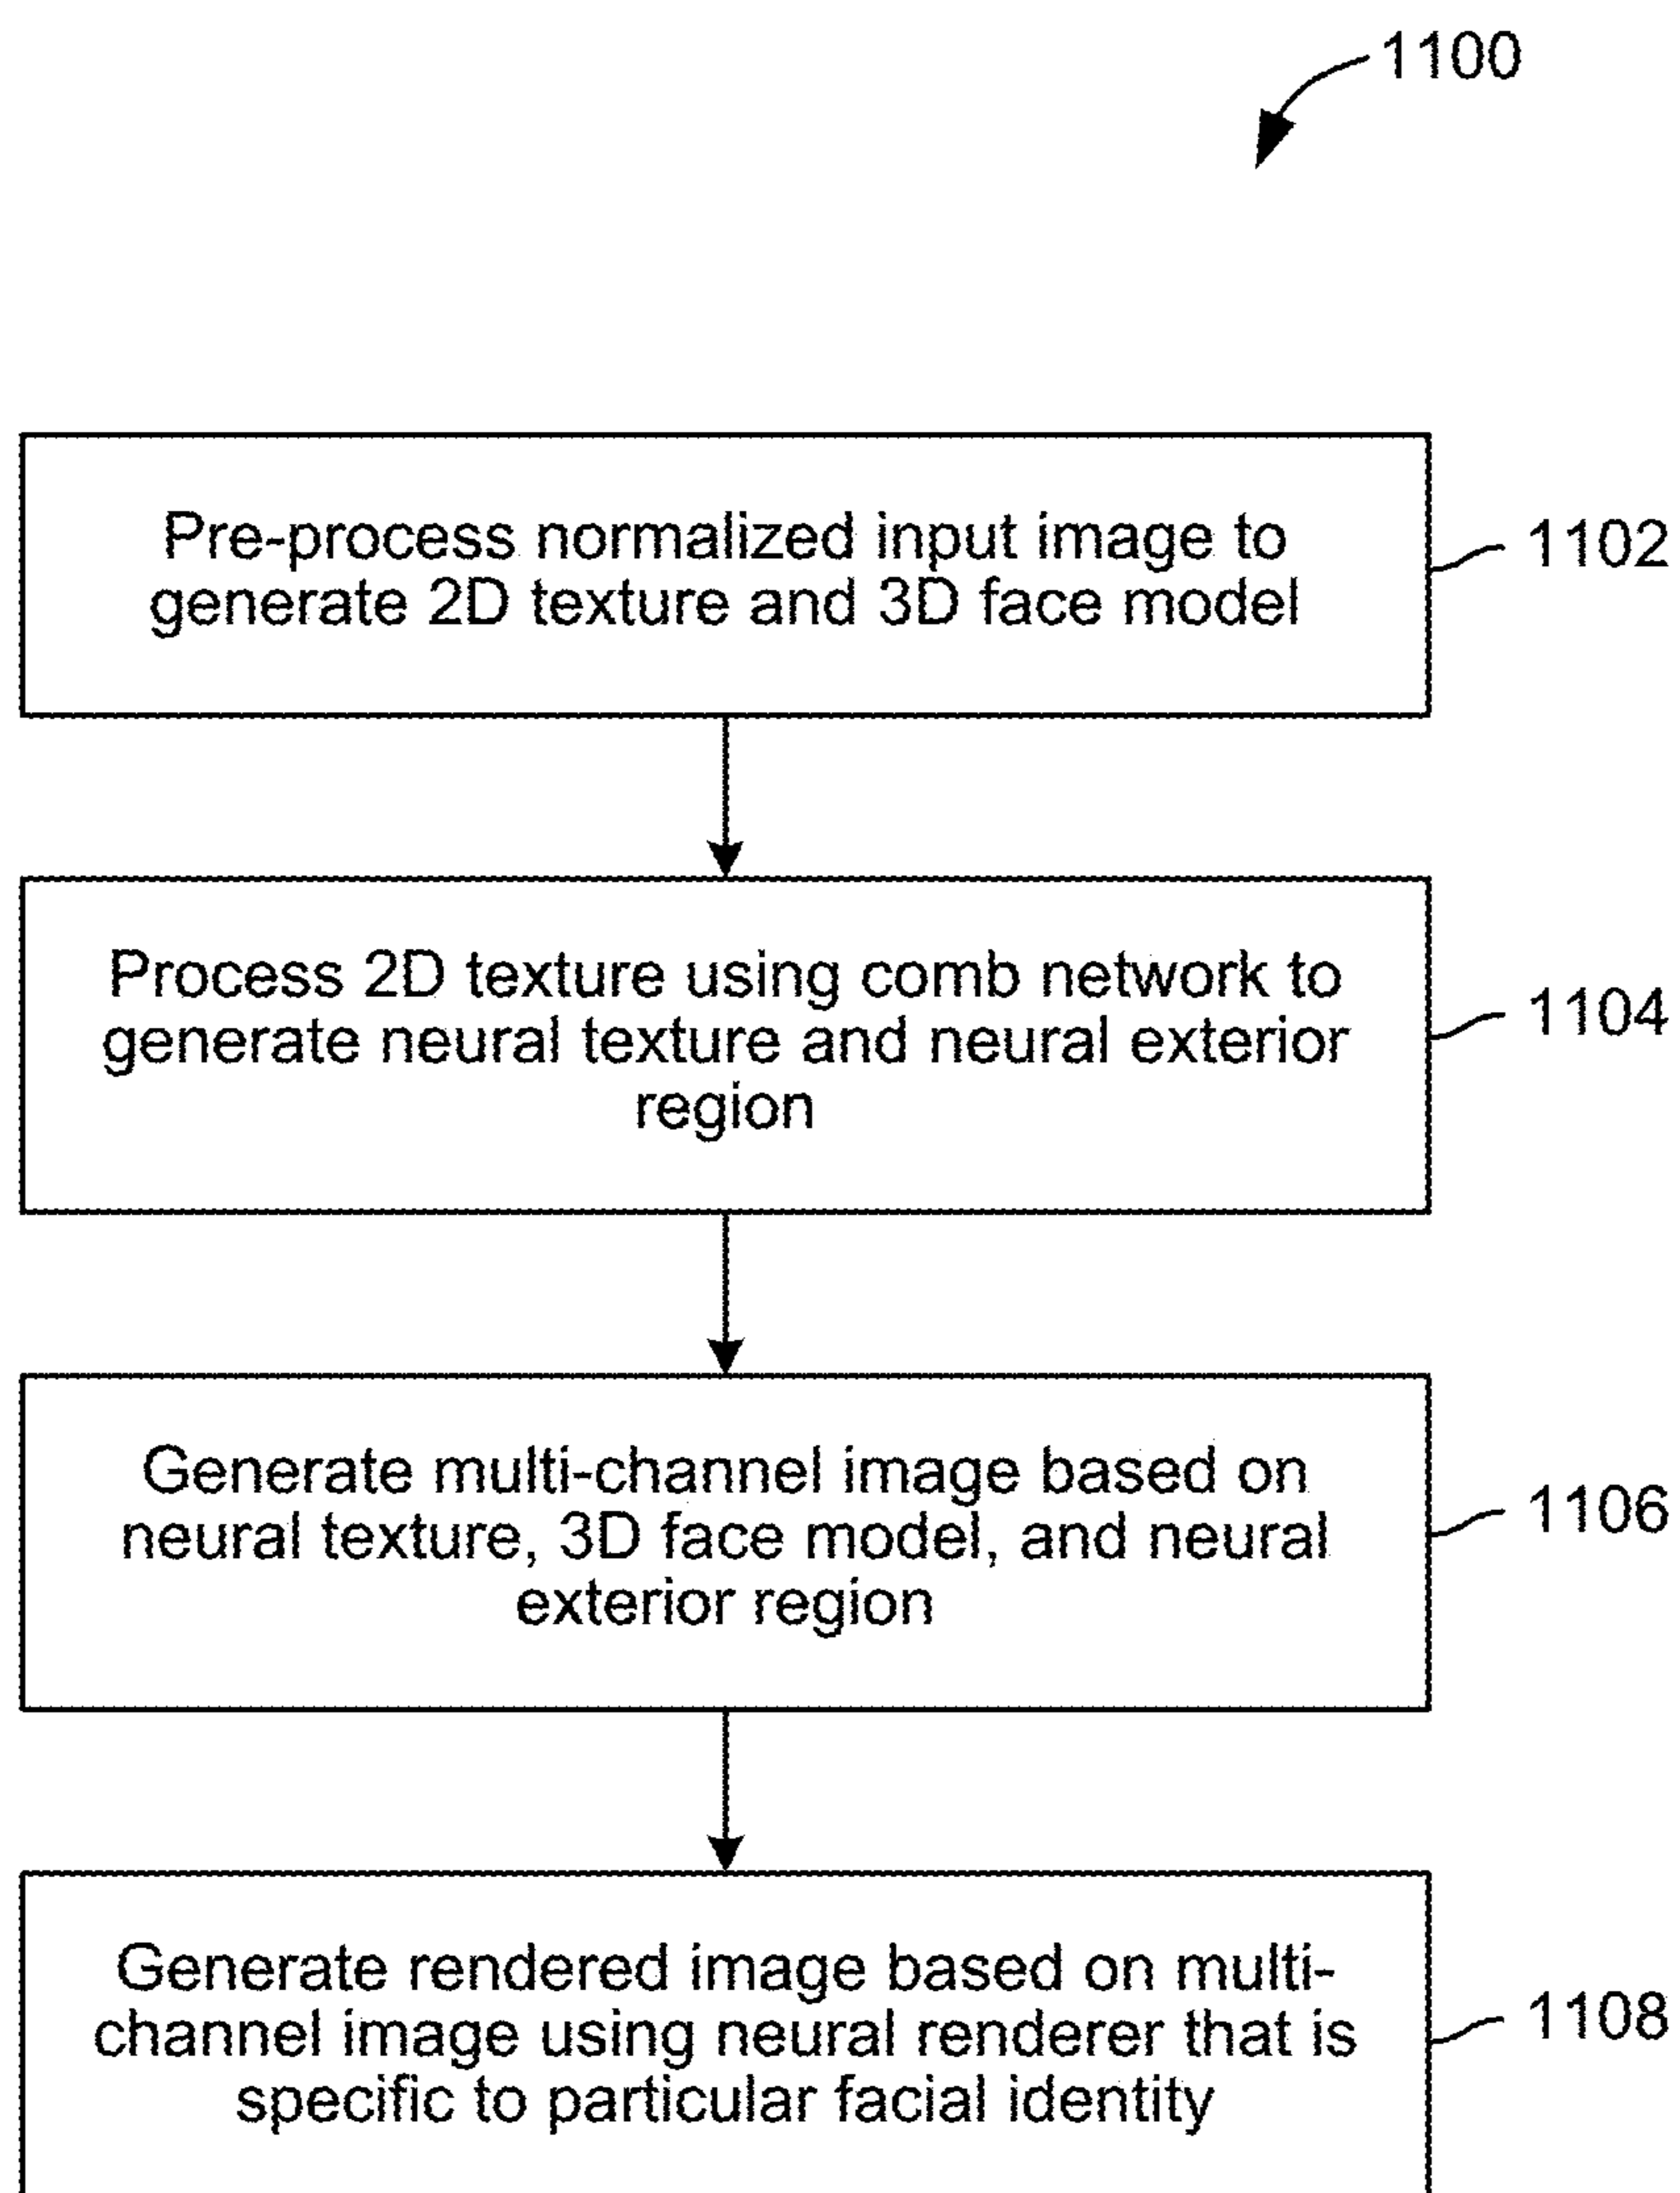 1100
Pre-process normalized input image to
generate 2D texture and 3D face model
1102
Process 2D texture using comb network to
generate neural texture and neural exterior
region
1104
Generate multi-channel image based on
neural texture, 3D face model, and neural
exterior region
1106
Generate rendered image based on multi-
channel image using neural renderer that is
specific to particular facial identity
1108